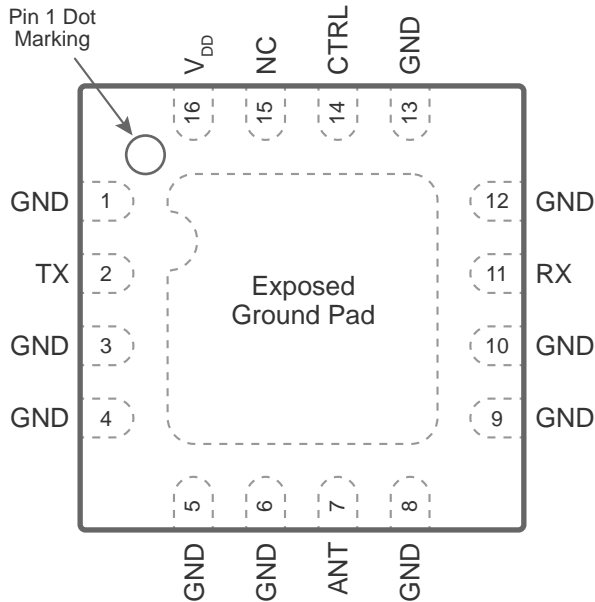 Pin 1 Dot
Marking
V_DD
NC
CTRL
GND
16
15
14
13
GND 1
12 GND
TX 2
11 RX
Exposed
Ground Pad
GND 3
10 GND
GND 4
9 GND
5
6
7
8
GND
GND
ANT
GND